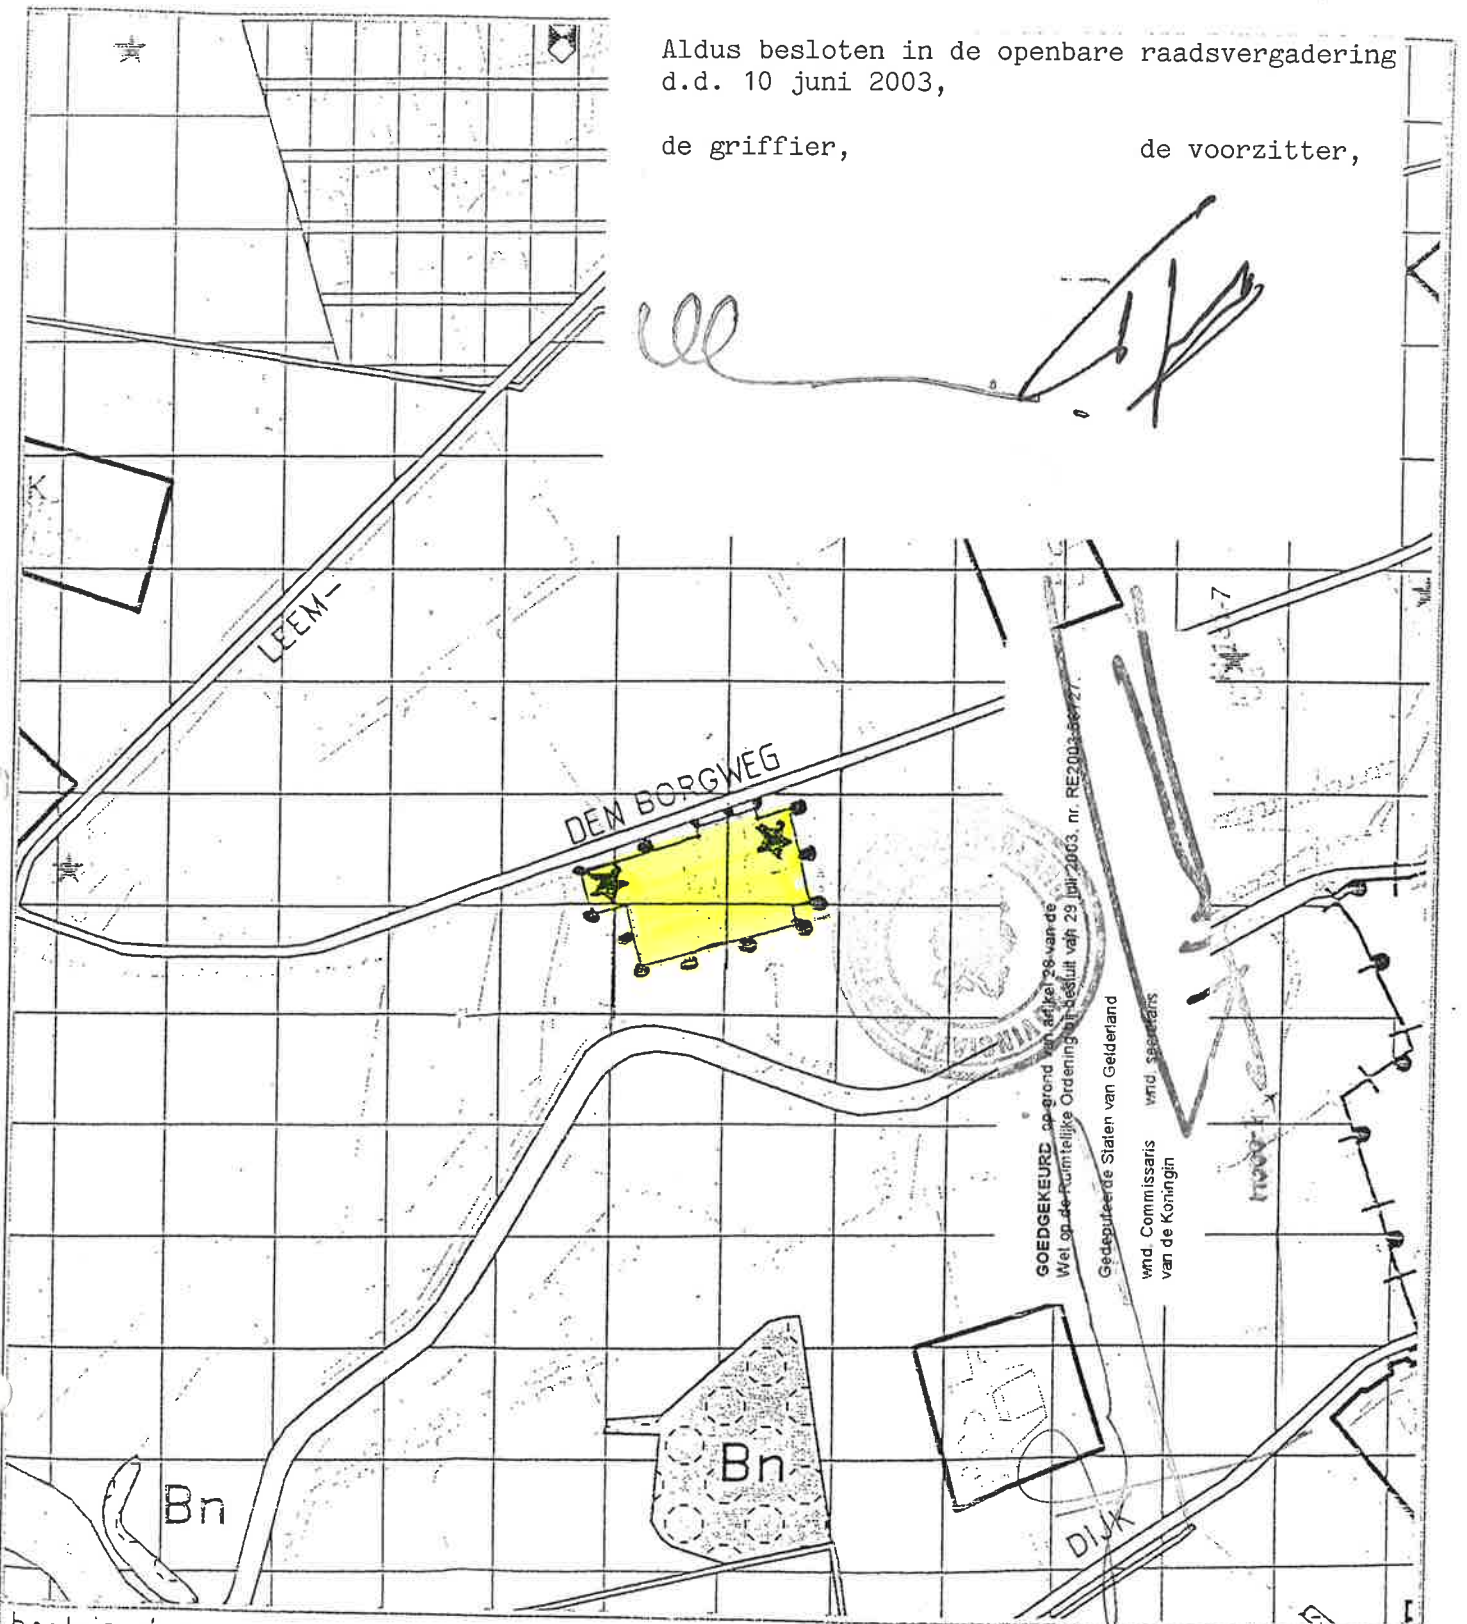 Aldus besloten in de openbare raadsvergadering
d.d. 10 juni 2003,
de griffier,
de voorzitter,
K
LEEM-
DEN BORGWEG
GOEDGEKEURD op grond van artikel 28 van de
Wet op de Ruimtelijke Ordening bij besluit van 29 juli 2003, nr. RE2003.56727.
Gedeputeerde Staten van Gelderland
wnd. Commissaris
van de Koningin
wnd. secretaris
Bn
Bn
DIJK